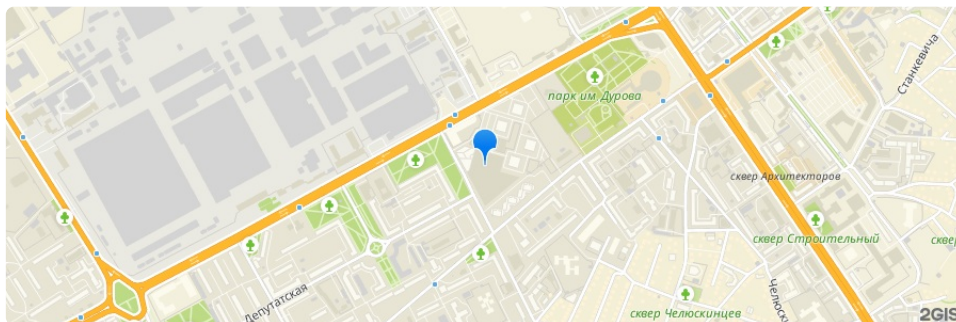 парк им. Дурова
Станкевича
сквер Архитекторов
сквер Строительный
сквер
Депутатская
сквер Челюскинцев
Челюск
2GIS